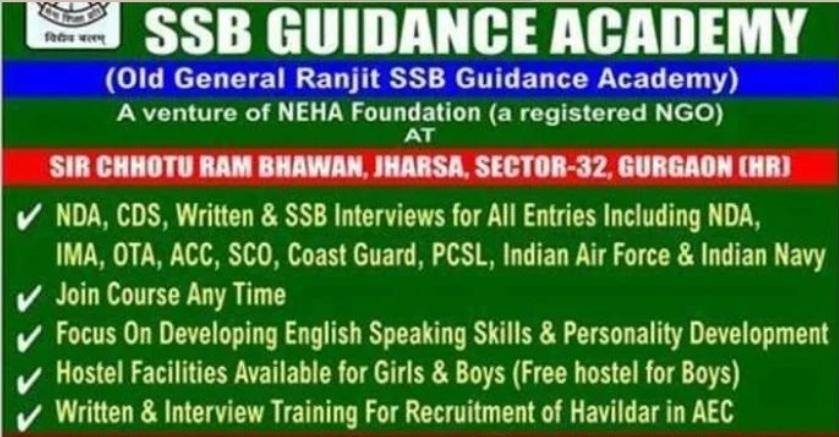 विद्यैव बलम्
SSB GUIDANCE ACADEMY
(Old General Ranjit SSB Guidance Academy)
A venture of NEHA Foundation (a registered NGO)
AT
SIR CHHOTU RAM BHAWAN, JHARSA, SECTOR-32, GURGAON (HR)
NDA, CDS, Written & SSB Interviews for All Entries Including NDA,
IMA, OTA, ACC, SCO, Coast Guard, PCSL, Indian Air Force & Indian Navy
Join Course Any Time
Focus On Developing English Speaking Skills & Personality Development
Hostel Facilities Available for Girls & Boys (Free hostel for Boys)
Written & Interview Training For Recruitment of Havildar in AEC